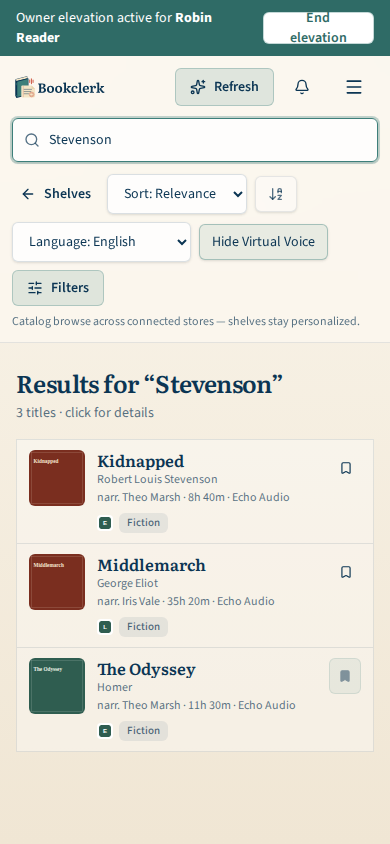 Owner elevation active for Robin
Reader
End
elevation
Bookclerk
Refresh
Stevenson
Shelves
Sort: Relevance
Language: English
Hide Virtual Voice
Filters
Catalog browse across connected stores — shelves stay personalized.
Results for “Stevenson”
3 titles · click for details
Kidnapped
Kidnapped
Robert Louis Stevenson
narr. Theo Marsh · 8h 40m · Echo Audio
E
Fiction
Middlemarch
Middlemarch
George Eliot
narr. Iris Vale · 35h 20m · Echo Audio
L
Fiction
The Odyssey
The Odyssey
Homer
narr. Theo Marsh · 11h 30m · Echo Audio
E
Fiction